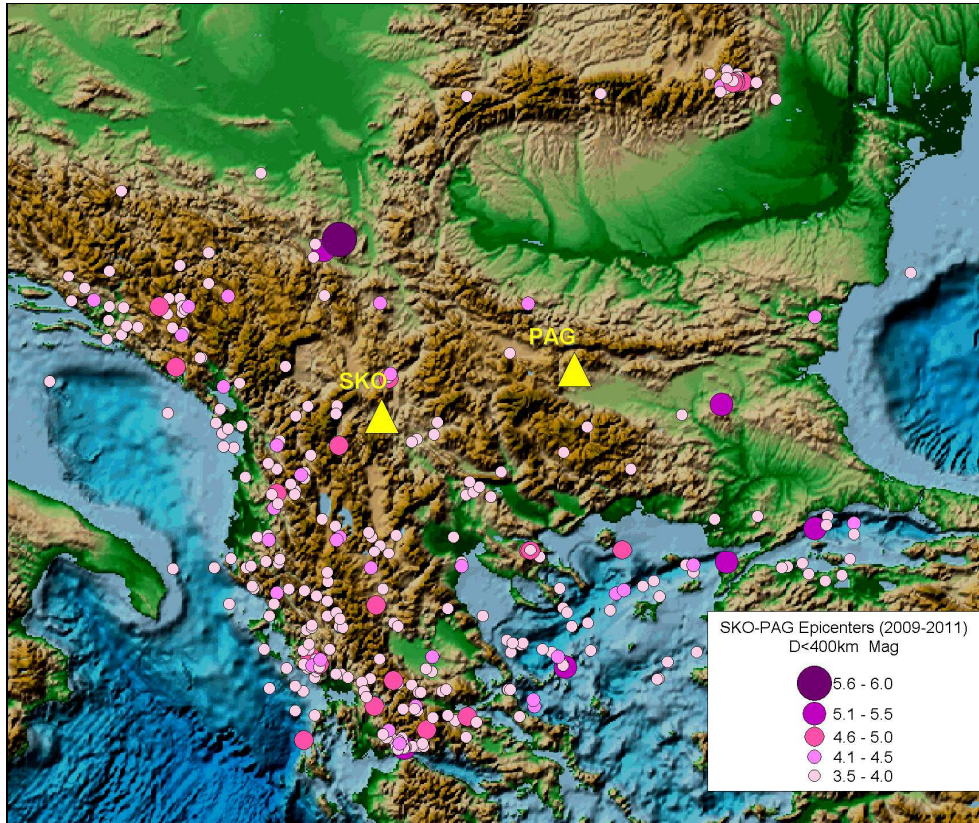 PAG
SKO
SKO-PAG Epicenters (2009-2011)
D<400km Mag
5.6 - 6.0
5.1 - 5.5
4.6 - 5.0
4.1 - 4.5
3.5 - 4.0